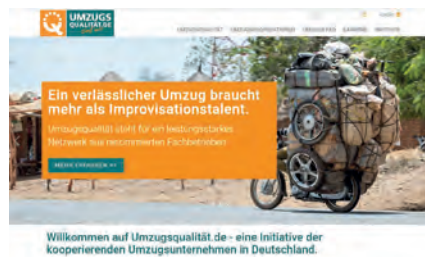 UMZUGS
QUALITÄT.DE
UMZUGSQUALITÄT
Ein verlässlicher Umzug braucht
mehr als Improvisationstalent.
Umzugsqualität steht für ein leistungsstarkes
Netzwerk aus renommierten Fachbetrieben
MEHR ERFAHREN >>
Willkommen auf Umzugsqualität.de - eine Initiative der
kooperierenden Umzugsunternehmen in Deutschland.